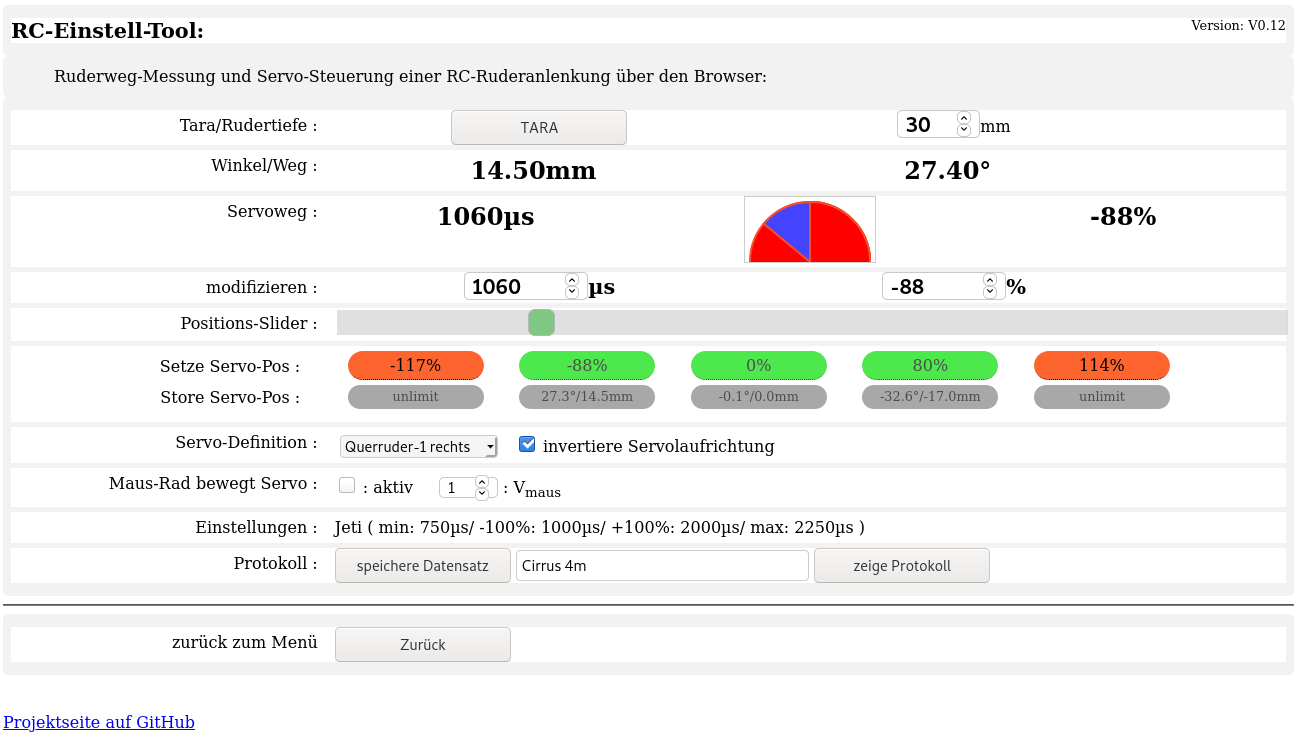 RC-Einstell-Tool:
Version: V0.12
Ruderweg-Messung und Servo-Steuerung einer RC-Ruderanlenkung über den Browser:
Tara/Rudertiefe : TARA 30 mm
Winkel/Weg : 14.50mm 27.40°
Servoweg : 1060µs -88%
modifizieren : 1060 µs -88 %
Positions-Slider :
Setze Servo-Pos : -117% -88% 0% 80% 114%
Store Servo-Pos : unlimit 27.3°/14.5mm -0.1°/0.0mm -32.6°/-17.0mm unlimit
Servo-Definition : Querruder-1 rechts invertiere Servolaufrichtung
Maus-Rad bewegt Servo : : aktiv 1 : Vmaus
Einstellungen : Jeti ( min: 750µs/ -100%: 1000µs/ +100%: 2000µs/ max: 2250µs )
Protokoll : speichere Datensatz Cirrus 4m zeige Protokoll
zurück zum Menü Zurück
Projektseite auf GitHub